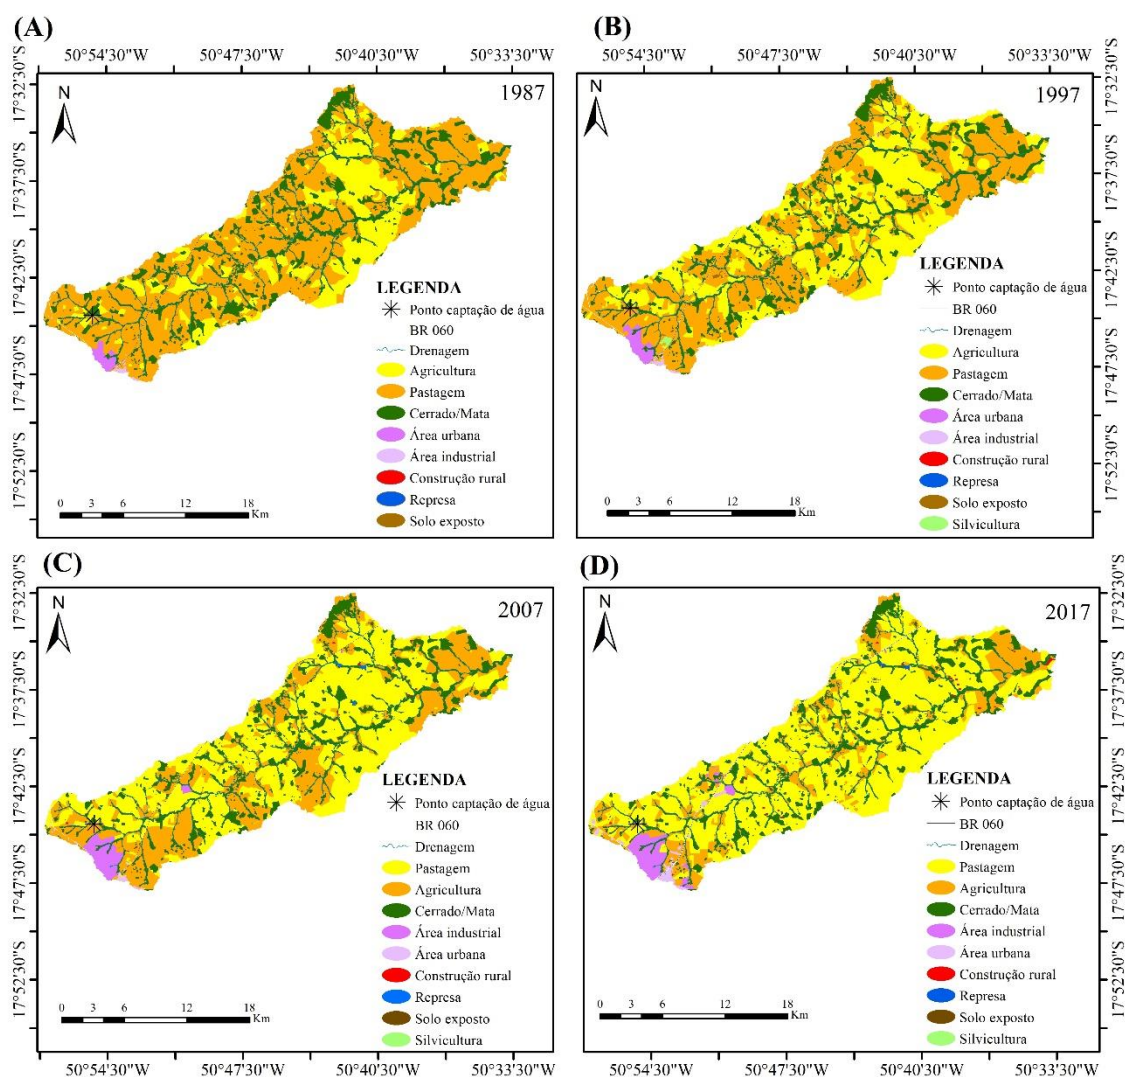 (A)
50°54'30"W 50°47'30"W 50°40'30"W 50°33'30"W
N
1987
LEGENDA
Ponto captação de água
BR 060
Drenagem
Agricultura
Pastagem
Cerrado/Mata
Área urbana
Área industrial
Construção rural
Represa
Solo exposto
0 3 6 12 18
Km
(B)
50°54'30"W 50°47'30"W 50°40'30"W 50°33'30"W
17°32'30"S
17°37'30"S
17°42'30"S
17°47'30"S
17°52'30"S
N
1997
LEGENDA
Ponto captação de água
BR 060
Drenagem
Agricultura
Pastagem
Cerrado/Mata
Área urbana
Área industrial
Construção rural
Represa
Solo exposto
Silvicultura
0 3 6 12 18
Km
17°32'30"S
17°37'30"S
17°42'30"S
17°47'30"S
17°52'30"S
(C)
N
2007
LEGENDA
Ponto captação de água
BR 060
Drenagem
Pastagem
Agricultura
Cerrado/Mata
Área industrial
Área urbana
Construção rural
Represa
Solo exposto
Silvicultura
0 3 6 12 18
Km
50°54'30"W 50°47'30"W 50°40'30"W 50°33'30"W
17°32'30"S
17°37'30"S
17°42'30"S
17°47'30"S
17°52'30"S
(D)
N
2017
LEGENDA
Ponto captação de água
BR 060
Drenagem
Pastagem
Agricultura
Cerrado/Mata
Área industrial
Área urbana
Construção rural
Represa
Solo exposto
Silvicultura
0 3 6 12 18
Km
17°32'30"S
17°37'30"S
17°42'30"S
17°47'30"S
17°52'30"S
50°54'30"W 50°47'30"W 50°40'30"W 50°33'30"W